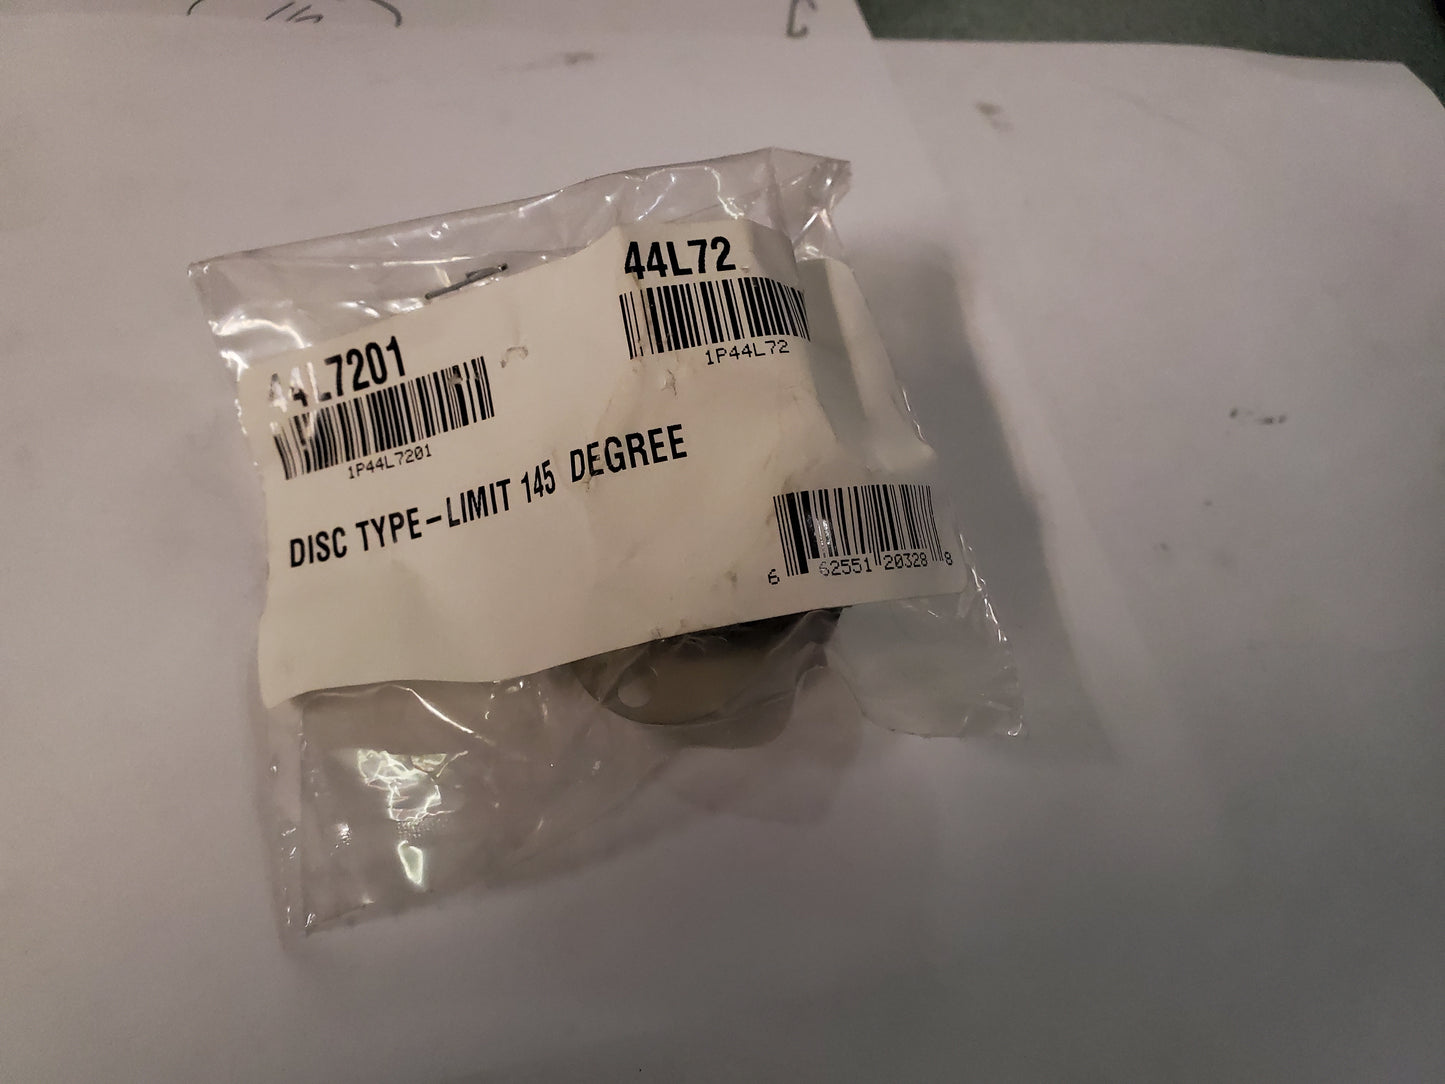 44L72
1P44L72
44L7201
1P44L7201
DISC TYPE-LIMIT 145 DEGREE
6 62551 20328 8